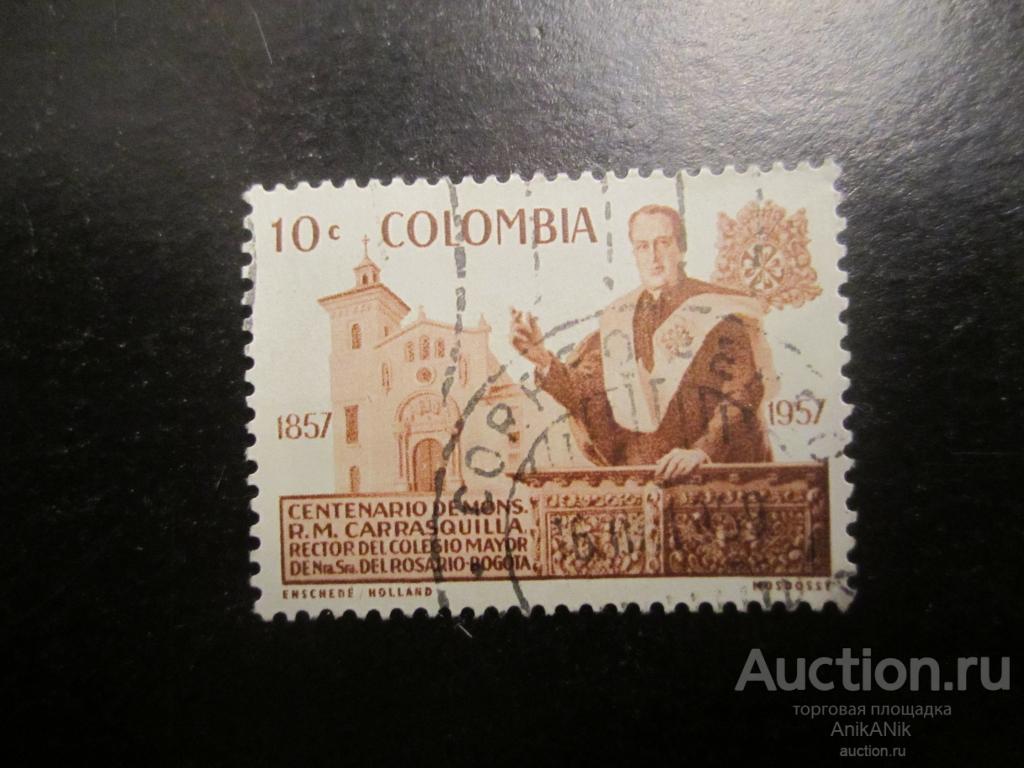 10c COLOMBIA
1857
1957
CENTENARIO DE MONS.
R.M. CARRASQUILLA
RECTOR DEL COLEGIO MAYOR
DE Nra. Sra. DEL ROSARIO-BOGOTA
ENSCHEDÉ / HOLLAND
MOSDOSSY
Auction.ru
торговая площадка
AnikANik
auction.ru